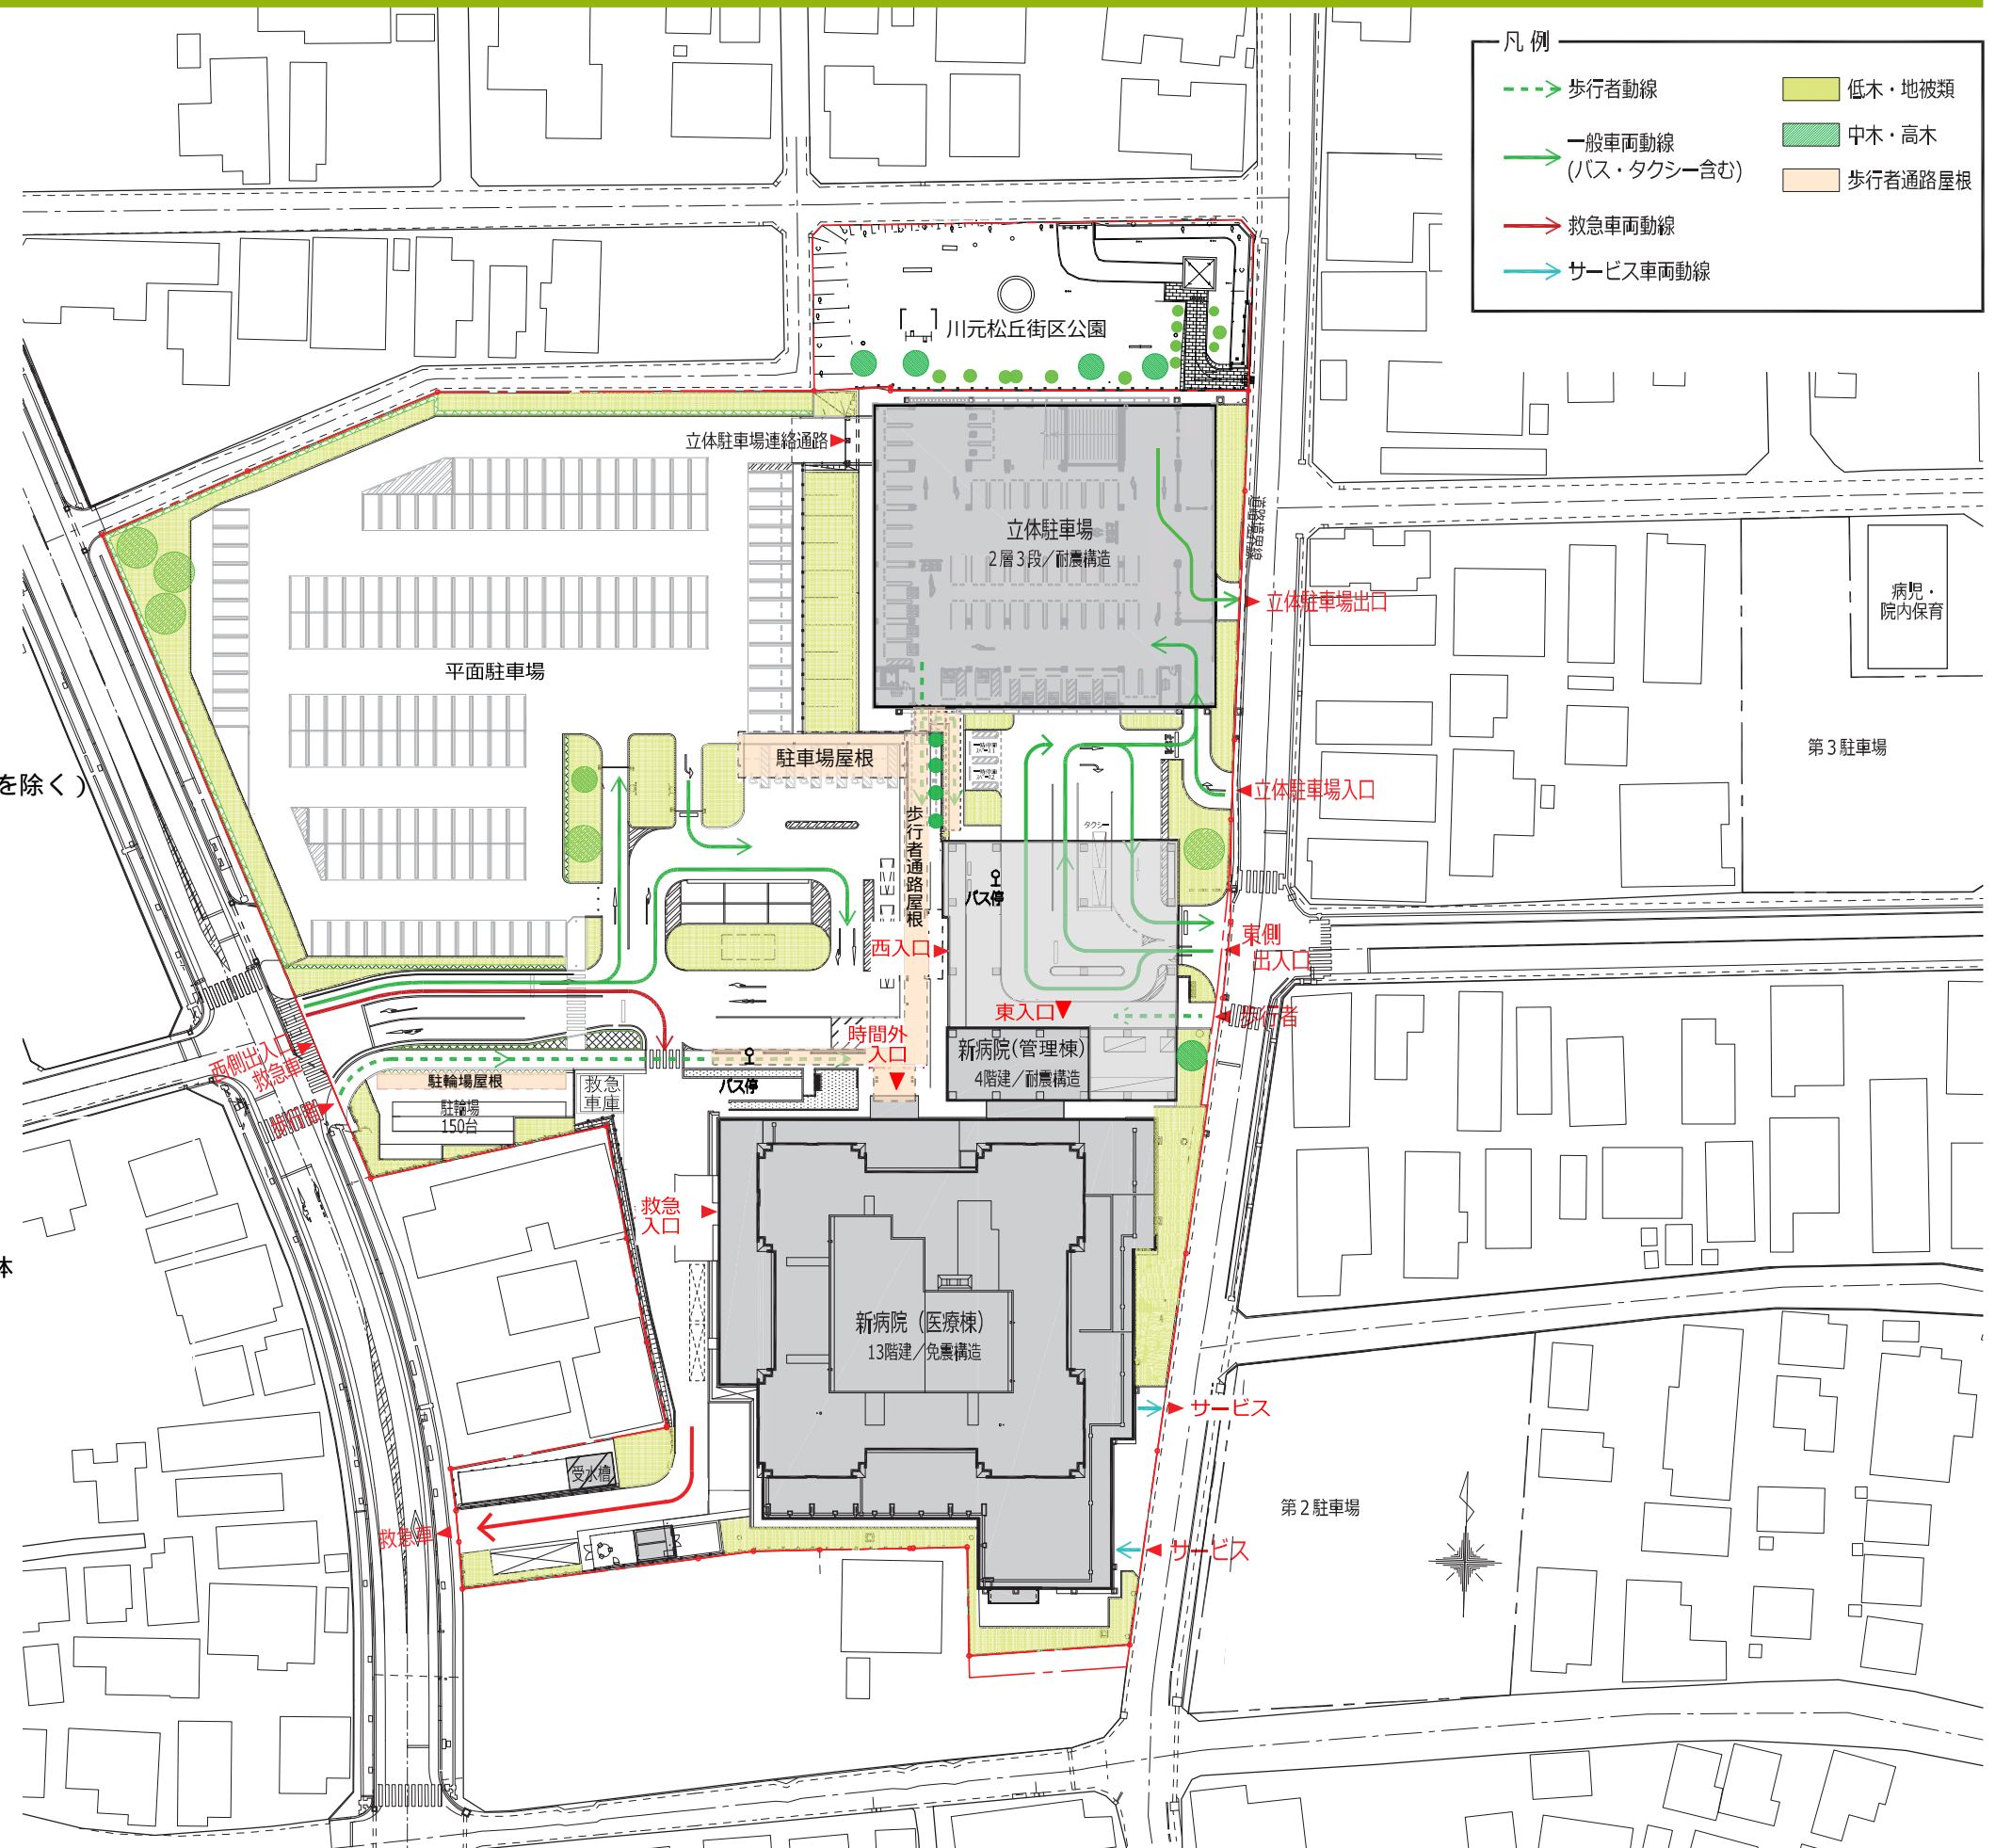 凡 例
歩行者動線
一般車両動線
(バス・タクシー含む)
救急車両動線
サービス車両動線
低木・地被類
中木・高木
歩行者通路屋根
川元松丘街区公園
立体駐車場連絡通路
立体駐車場
2層3段／耐震構造
道路境界線
立体駐車場出口
病児・
院内保育
平面駐車場
第3駐車場
駐車場屋根
を除く）
立体駐車場入口
歩行者通路屋根
タクシー
バス停
西入口
東側
出入口
東入口
歩行者
時間外
入口
新病院(管理棟)
4階建／耐震構造
西側出入口
救急車
歩行者
駐輪場屋根
駐輪場
150台
救急
車庫
バス停
救急
入口
体
新病院（医療棟）
13階建／免震構造
サービス
受水槽
救急車
サービス
第2駐車場